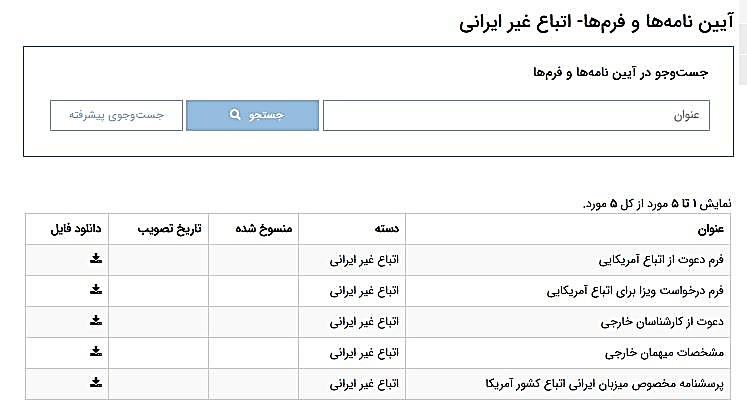 آیین نامه‌ها و فرم‌ها- اتباع غیر ایرانی
جست‌وجو در آیین نامه‌ها و فرم‌ها
عنوان جستجو جست‌وجوی پیشرفته
نمایش ۱ تا ۵ مورد از کل ۵ مورد.
عنوان دسته منسوخ شده تاریخ تصویب دانلود فایل
فرم دعوت از اتباع آمریکایی اتباع غیر ایرانی
فرم درخواست ویزا برای اتباع آمریکایی اتباع غیر ایرانی
دعوت از کارشناسان خارجی اتباع غیر ایرانی
مشخصات میهمان خارجی اتباع غیر ایرانی
پرسشنامه مخصوص میزبان ایرانی اتباع کشور آمریکا اتباع غیر ایرانی